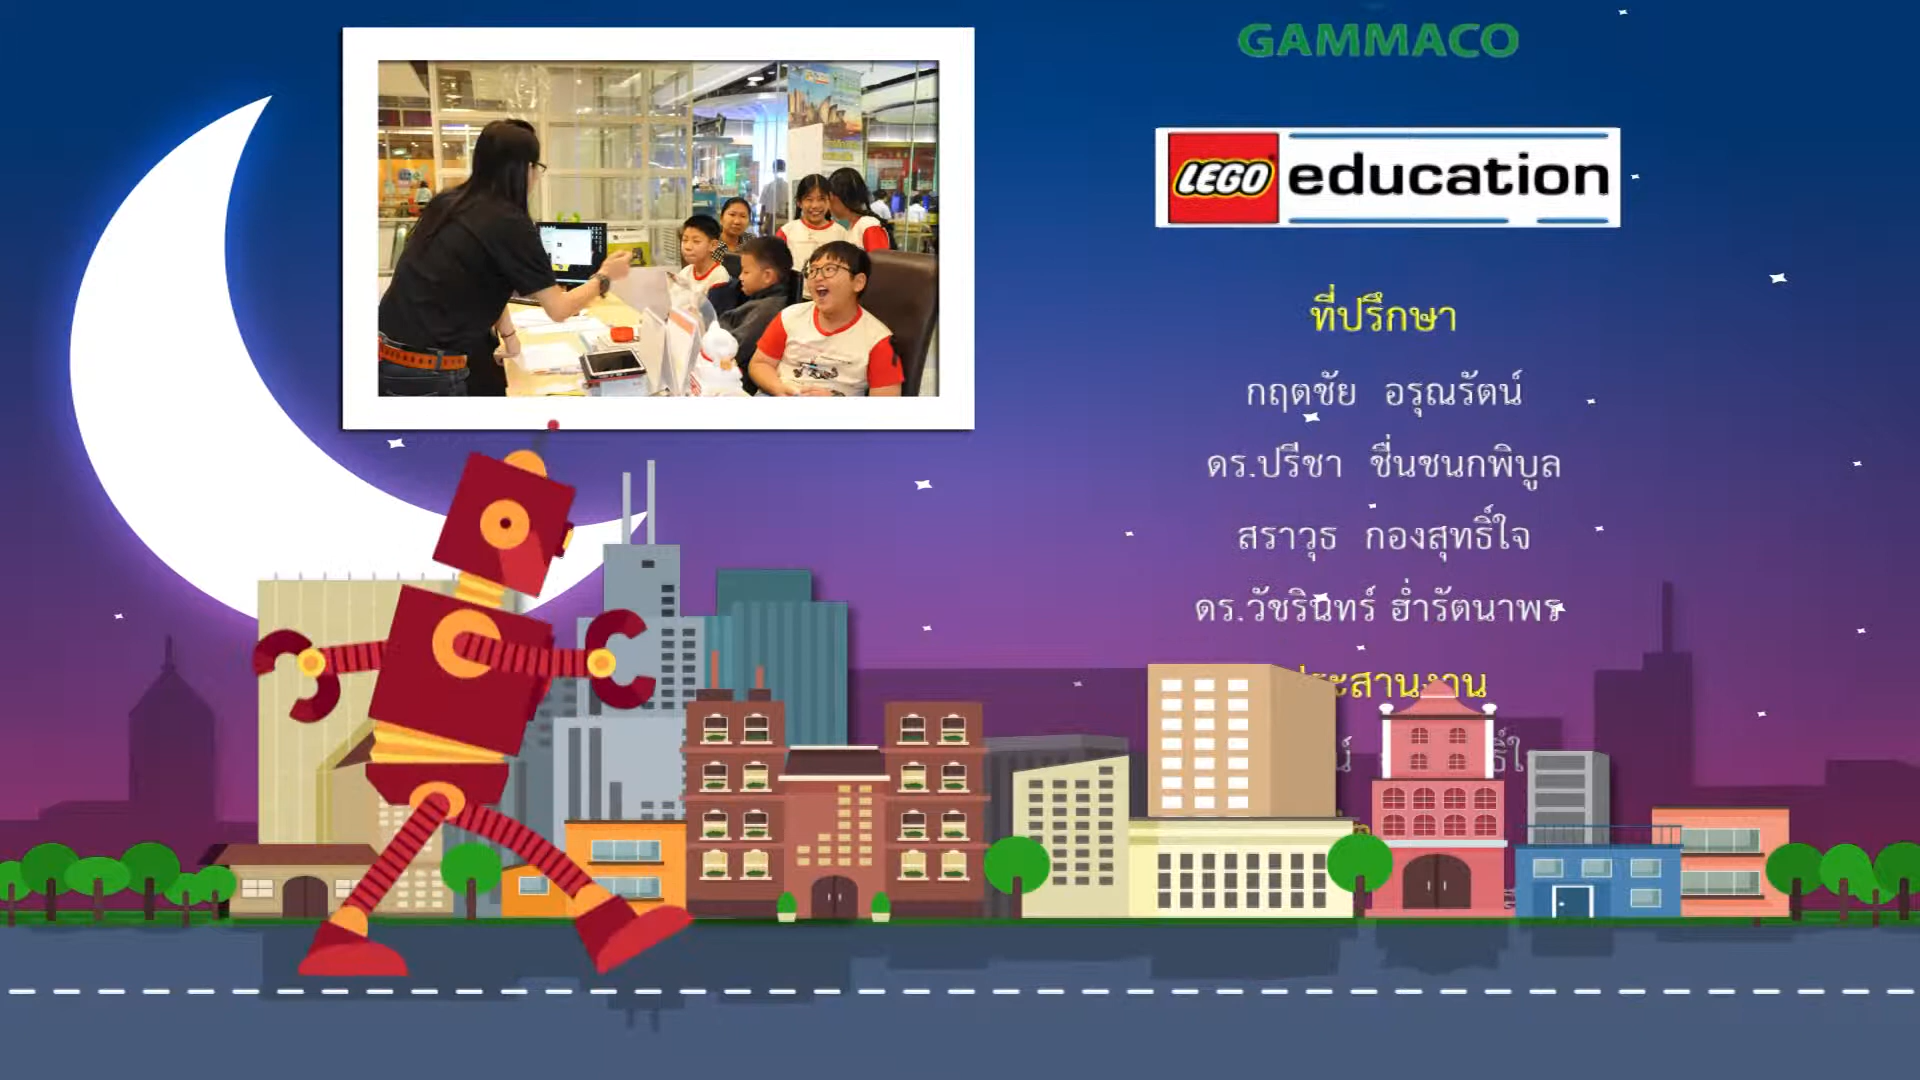 GAMMACO
LEGO education
ที่ปรึกษา
กฤตชัย อรุณรัตน์
ดร.ปรีชา ชื่นชนกพิบูล
สราวุธ กองสุทธิ์ใจ
ดร.วัชรินทร์ ฮ่ำรัตนาพร